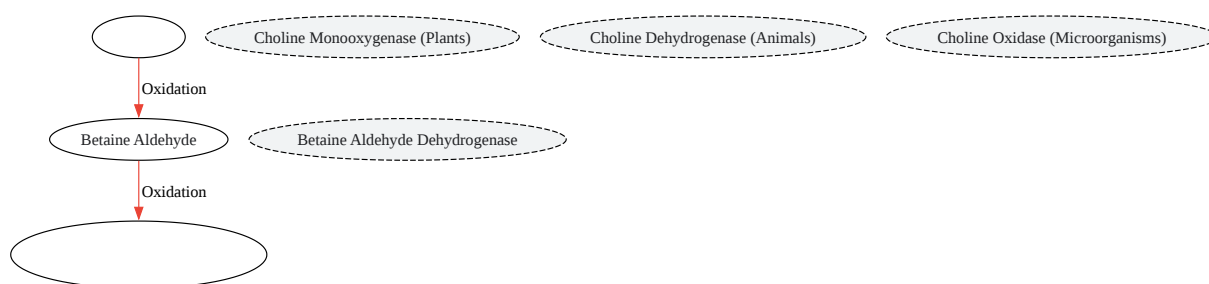 Choline Monooxygenase (Plants)
Choline Dehydrogenase (Animals)
Choline Oxidase (Microorganisms)
Oxidation
Betaine Aldehyde
Betaine Aldehyde Dehydrogenase
Oxidation